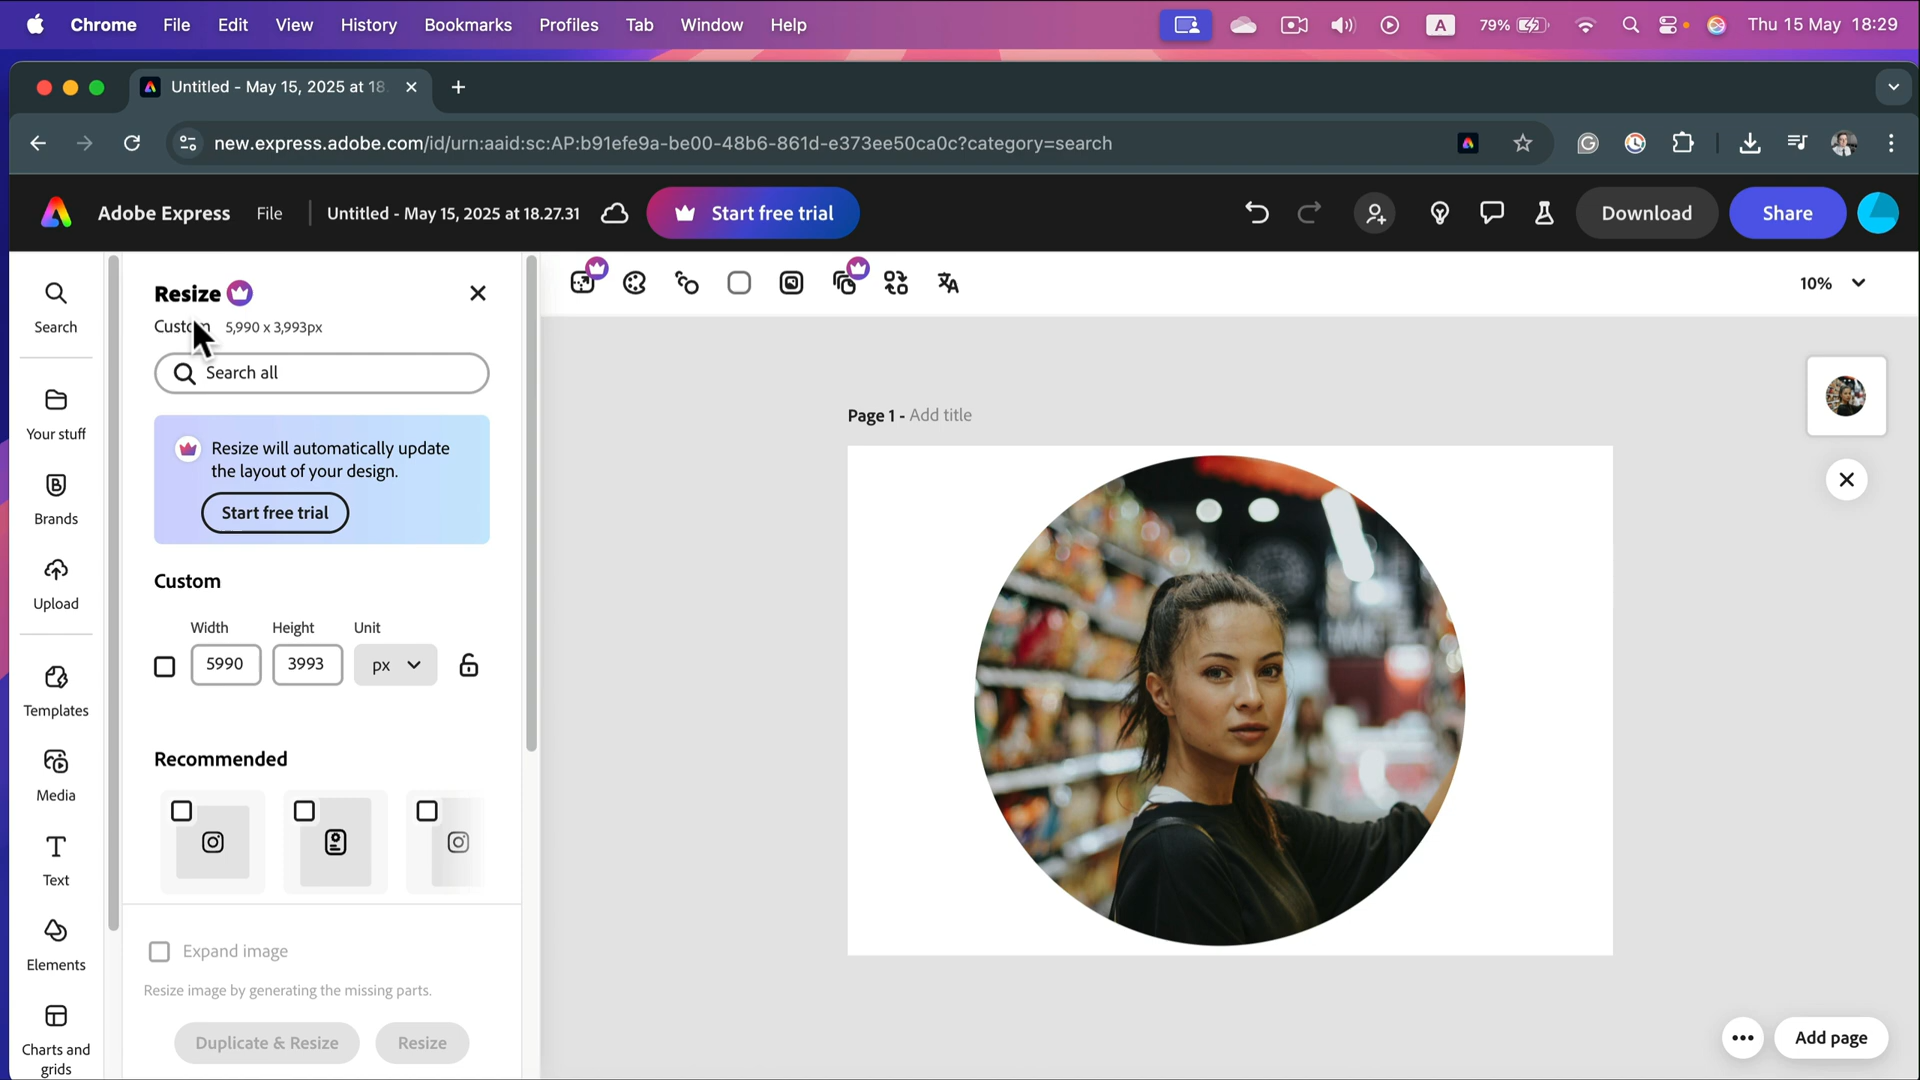 Chrome File Edit View History Bookmarks Profiles Tab Window Help A 79% Thu 15 May 18:29
Untitled - May 15, 2025 at 18
new.express.adobe.com/id/urn:aaid:sc:AP:b91efe9a-be00-48b6-861d-e373ee50ca0c?category=search
Adobe Express File Untitled - May 15, 2025 at 18.27.31 Start free trial Download Share
Search
Your stuff
Brands
Upload
Templates
Media
Text
Elements
Charts and
grids
Resize
Custom 5,990 x 3,993px
Search all
Resize will automatically update
the layout of your design.
Start free trial
Custom
Width Height Unit
5990 3993 px
Recommended
Expand image
Resize image by generating the missing parts.
Duplicate & Resize Resize
10%
Page 1 - Add title
Add page